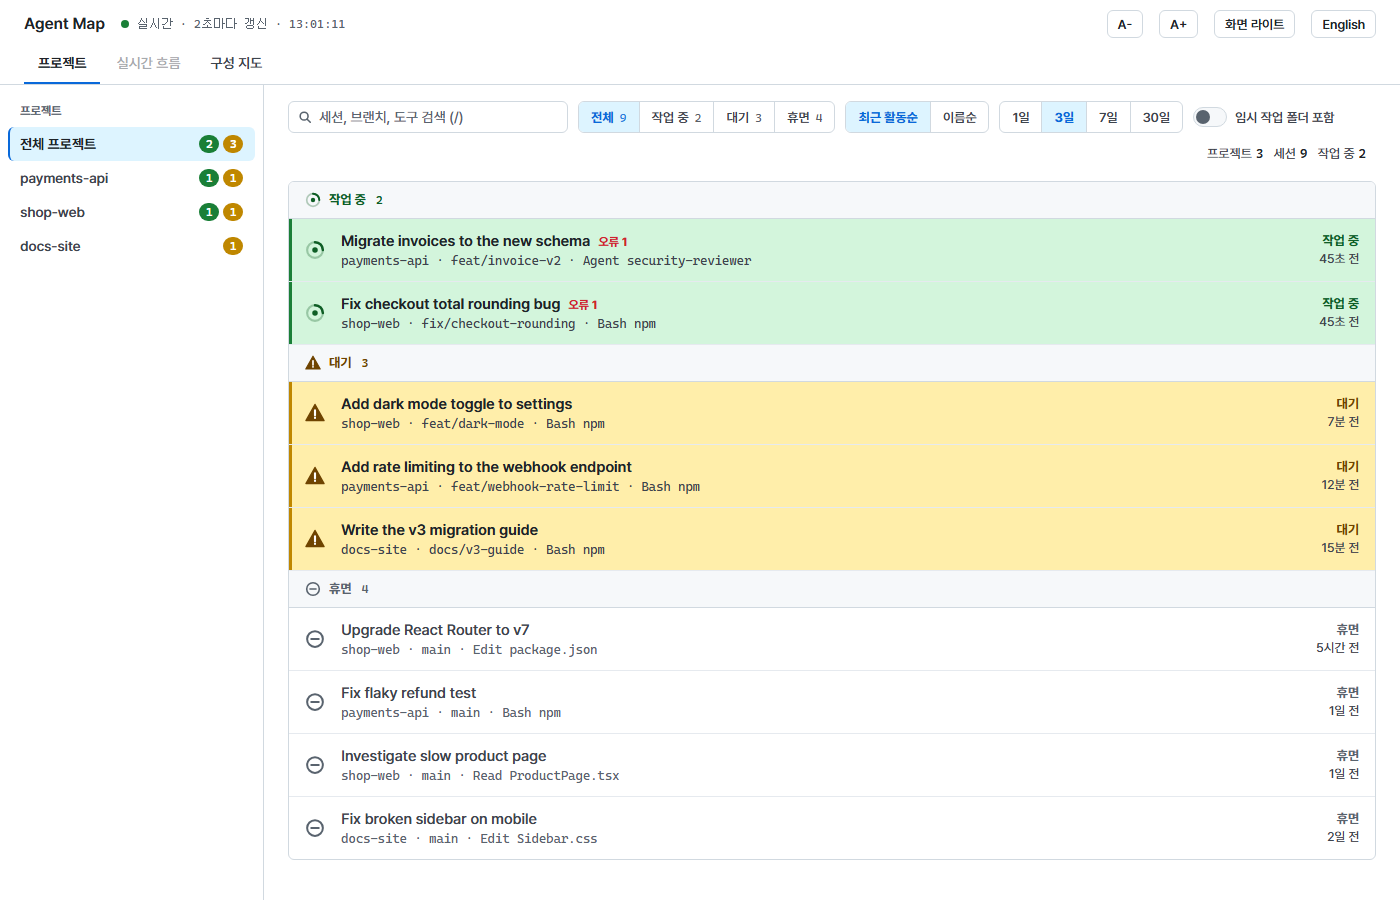 Agent Map 실시간 · 2초마다 갱신 · 13:01:11 A- A+ 화면 라이트 English
프로젝트 실시간 흐름 구성 지도
프로젝트
전체 프로젝트 2 3
payments-api 1 1
shop-web 1 1
docs-site 1
세션, 브랜치, 도구 검색 (/) 전체 9 작업 중 2 대기 3 휴면 4 최근 활동순 이름순 1일 3일 7일 30일 임시 작업 폴더 포함
프로젝트 3 세션 9 작업 중 2
작업 중 2
Migrate invoices to the new schema 오류 1 작업 중
payments-api · feat/invoice-v2 · Agent security-reviewer 45초 전
Fix checkout total rounding bug 오류 1 작업 중
shop-web · fix/checkout-rounding · Bash npm 45초 전
대기 3
Add dark mode toggle to settings 대기
shop-web · feat/dark-mode · Bash npm 7분 전
Add rate limiting to the webhook endpoint 대기
payments-api · feat/webhook-rate-limit · Bash npm 12분 전
Write the v3 migration guide 대기
docs-site · docs/v3-guide · Bash npm 15분 전
휴면 4
Upgrade React Router to v7 휴면
shop-web · main · Edit package.json 5시간 전
Fix flaky refund test 휴면
payments-api · main · Bash npm 1일 전
Investigate slow product page 휴면
shop-web · main · Read ProductPage.tsx 1일 전
Fix broken sidebar on mobile 휴면
docs-site · main · Edit Sidebar.css 2일 전